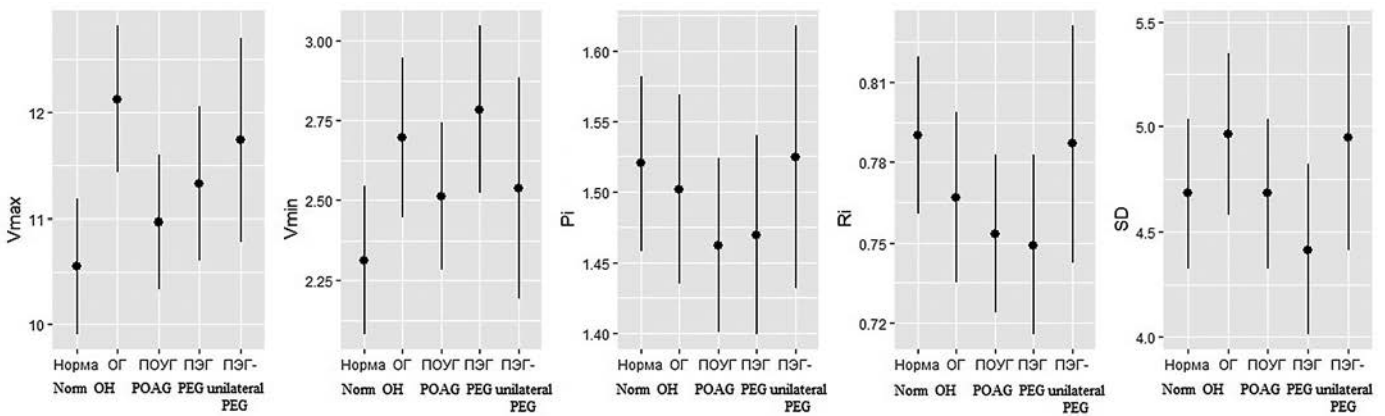 Vmax
12
11
10
Норма ОГ ПОУГ ПЭГ ПЭГ-
Norm OH POAG PEG unilateral
PEG
Vmin
3.00
2.75
2.50
2.25
Норма ОГ ПОУГ ПЭГ ПЭГ-
Norm OH POAG PEG unilateral
PEG
Pi
1.60
1.55
1.50
1.45
1.40
Норма ОГ ПОУГ ПЭГ ПЭГ-
Norm OH POAG PEG unilateral
PEG
Ri
0.81
0.78
0.75
0.72
Норма ОГ ПОУГ ПЭГ ПЭГ-
Norm OH POAG PEG unilateral
PEG
SD
5.5
5.0
4.5
4.0
Норма ОГ ПОУГ ПЭГ ПЭГ-
Norm OH POAG PEG unilateral
PEG